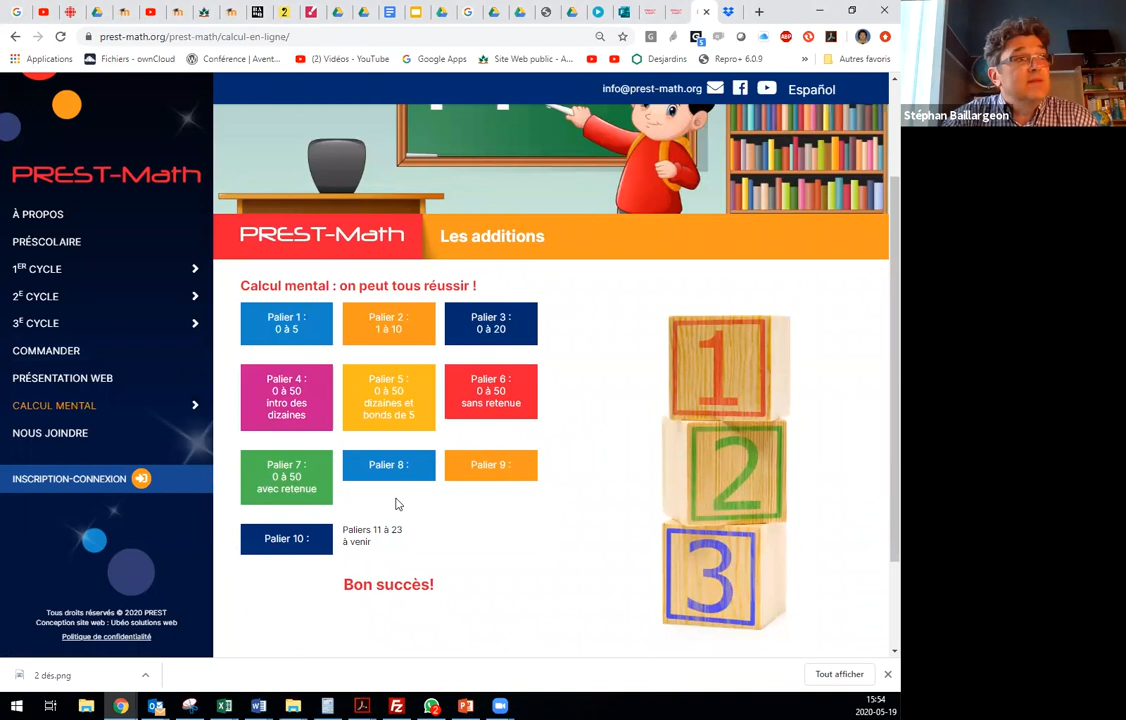 prest-math.org/prest-math/calcul-en-ligne/
Applications
Fichiers - ownCloud
Conférence | Avent...
(2) Vidéos - YouTube
Google Apps
Site Web public - A...
Desjardins
Repro+ 6.0.9
»
Autres favoris
info@prest-math.org
Español
Stéphan Baillargeon
PREST-Math
À PROPOS
PRÉSCOLAIRE
1ER CYCLE
2E CYCLE
3E CYCLE
COMMANDER
PRÉSENTATION WEB
CALCUL MENTAL
NOUS JOINDRE
INSCRIPTION-CONNEXION
Tous droits réservés © 2020 PREST
Conception site web : Ubéo solutions web
Politique de confidentialité
PREST-Math
Les additions
Calcul mental : on peut tous réussir !
Palier 1 :
0 à 5
Palier 2 :
1 à 10
Palier 3 :
0 à 20
Palier 4 :
0 à 50
intro des
dizaines
Palier 5 :
0 à 50
dizaines et
bonds de 5
Palier 6 :
0 à 50
sans retenue
Palier 7 :
0 à 50
avec retenue
Palier 8 :
Palier 9 :
Palier 10 :
Paliers 11 à 23
à venir
Bon succès!
1
2
3
2 dés.png
Tout afficher
15:54
2020-05-19